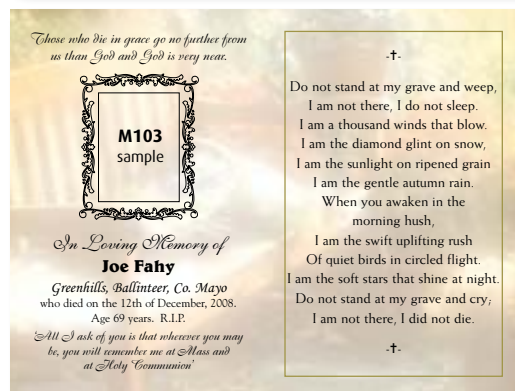 Those who die in grace go no further from
us than God and God is very near.
M103
sample
In Loving Memory of
Joe Fahy
Greenhills, Ballinteer, Co. Mayo
who died on the 12th of December, 2008.
Age 69 years. R.I.P.
'All I ask of you is that wherever you may
be, you will remember me at Mass and
at Holy Communion'
-✝-
Do not stand at my grave and weep,
I am not there, I do not sleep.
I am a thousand winds that blow.
I am the diamond glint on snow,
I am the sunlight on ripened grain
I am the gentle autumn rain.
When you awaken in the
morning hush,
I am the swift uplifting rush
Of quiet birds in circled flight.
I am the soft stars that shine at night.
Do not stand at my grave and cry;
I am not there, I did not die.
-✝-